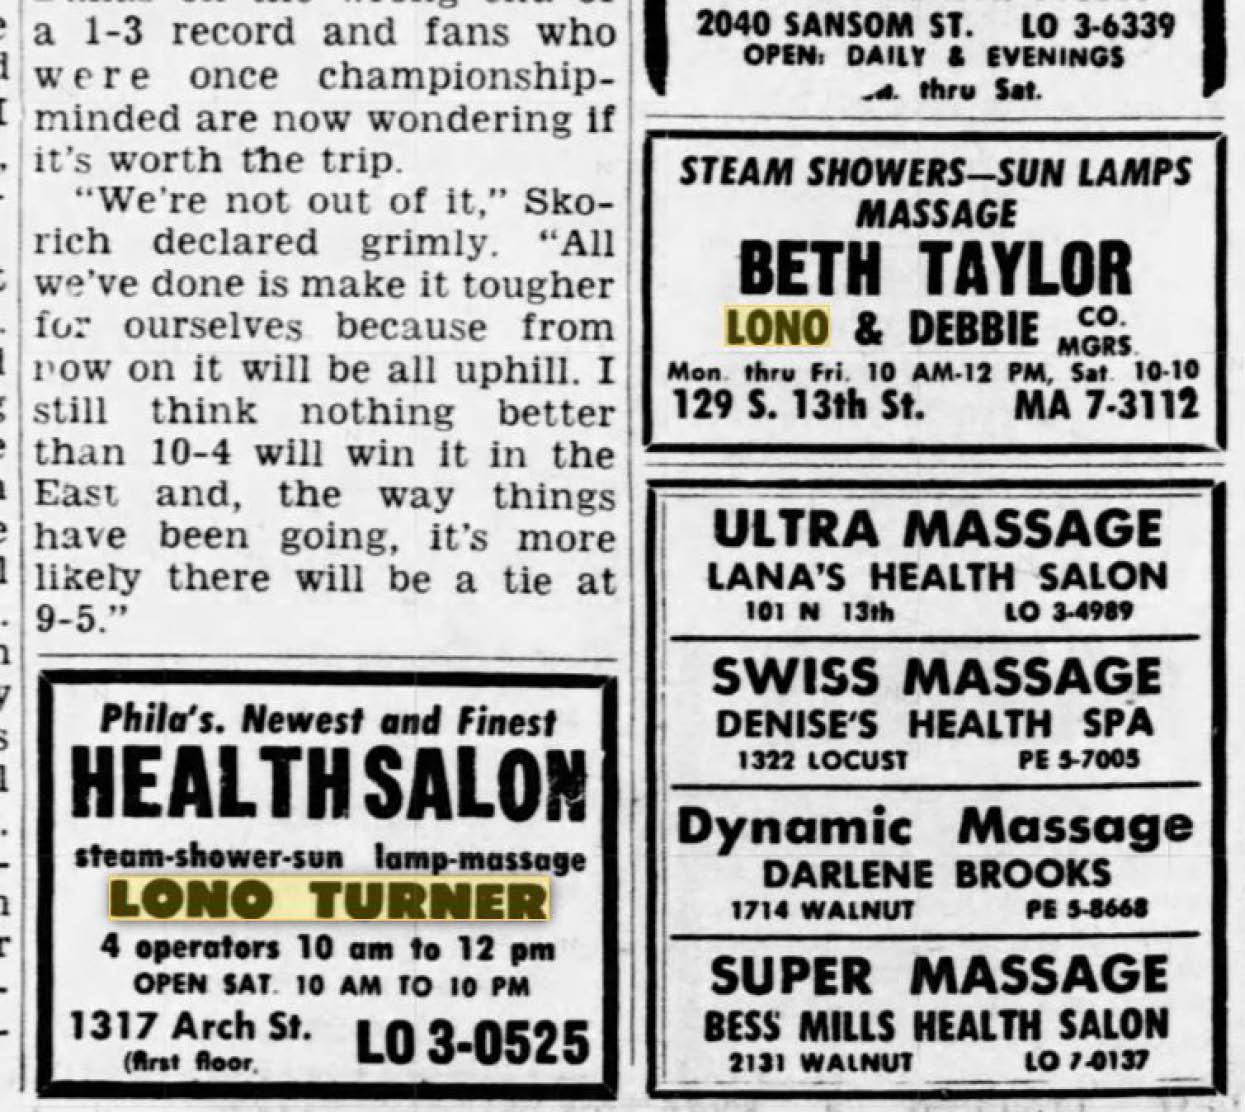 a 1-3 record and fans who
were once championship-
minded are now wondering if
it's worth the trip.
"We're not out of it," Sko-
rich declared grimly. "All
we've done is make it tougher
for ourselves because from
now on it will be all uphill. I
still think nothing better
than 10-4 will win it in the
East and, the way things
have been going, it's more
likely there will be a tie at
9-5."
Phila's. Newest and Finest
HEALTH SALON
steam-shower-sun lamp-massage
LONO TURNER
4 operators 10 am to 12 pm
OPEN SAT. 10 AM TO 10 PM
1317 Arch St. LO 3-0525
(first floor.
2040 SANSOM ST. LO 3-6339
OPEN: DAILY & EVENINGS
thru Sat.
STEAM SHOWERS—SUN LAMPS
MASSAGE
BETH TAYLOR
LONO & DEBBIE CO. MGRS.
Mon. thru Fri. 10 AM-12 PM, Sat. 10-10
129 S. 13th St. MA 7-3112
ULTRA MASSAGE
LANA'S HEALTH SALON
101 N 13th LO 3-4989
SWISS MASSAGE
DENISE'S HEALTH SPA
1322 LOCUST PE 5-7005
Dynamic Massage
DARLENE BROOKS
1714 WALNUT PE 5-8668
SUPER MASSAGE
BESS MILLS HEALTH SALON
2131 WALNUT LO 7-0137